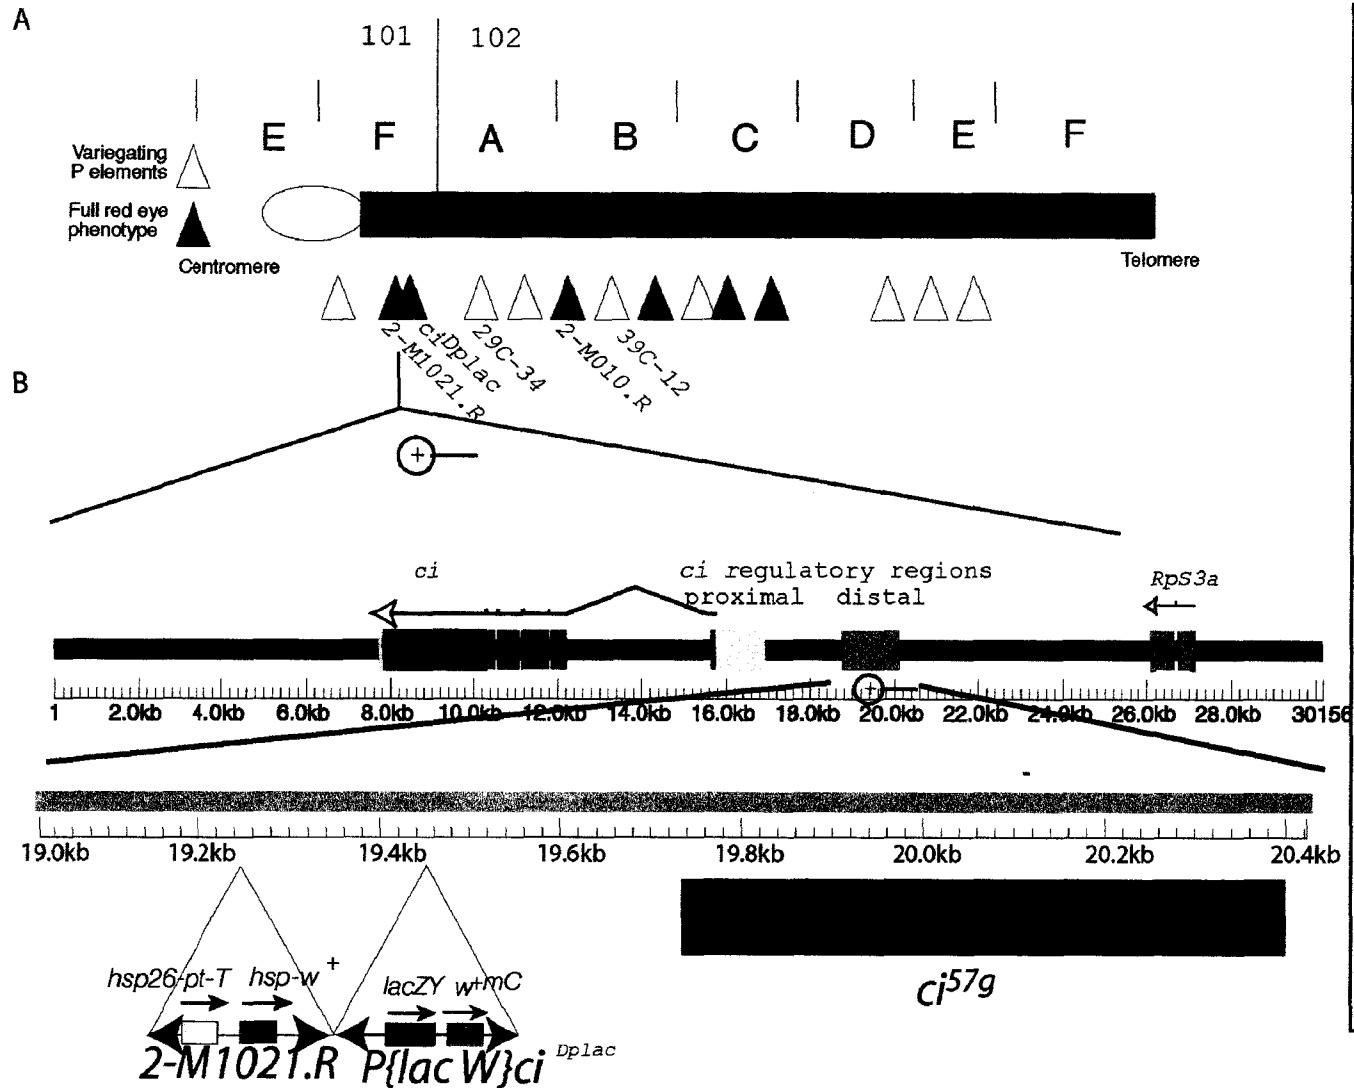 A
101 102
E F A B C D E F
Variegating
P elements
Full red eye
phenotype
Centromere
Telomere
2-M1021.R
ciDplac
29C-34
2-M010.R
39C-12
B
+
ci
ci regulatory regions
proximal distal
RpS3a
+
1 2.0kb 4.0kb 6.0kb 8.0kb 10.0kb 12.0kb 14.0kb 16.0kb 18.0kb 20.0kb 22.0kb 24.0kb 26.0kb 28.0kb 30156
19.0kb 19.2kb 19.4kb 19.6kb 19.8kb 20.0kb 20.2kb 20.4kb
hsp26-pt-T hsp-w +
lacZY w+mC
ci57g
2-M1021.R P{lac W}ci Dplac